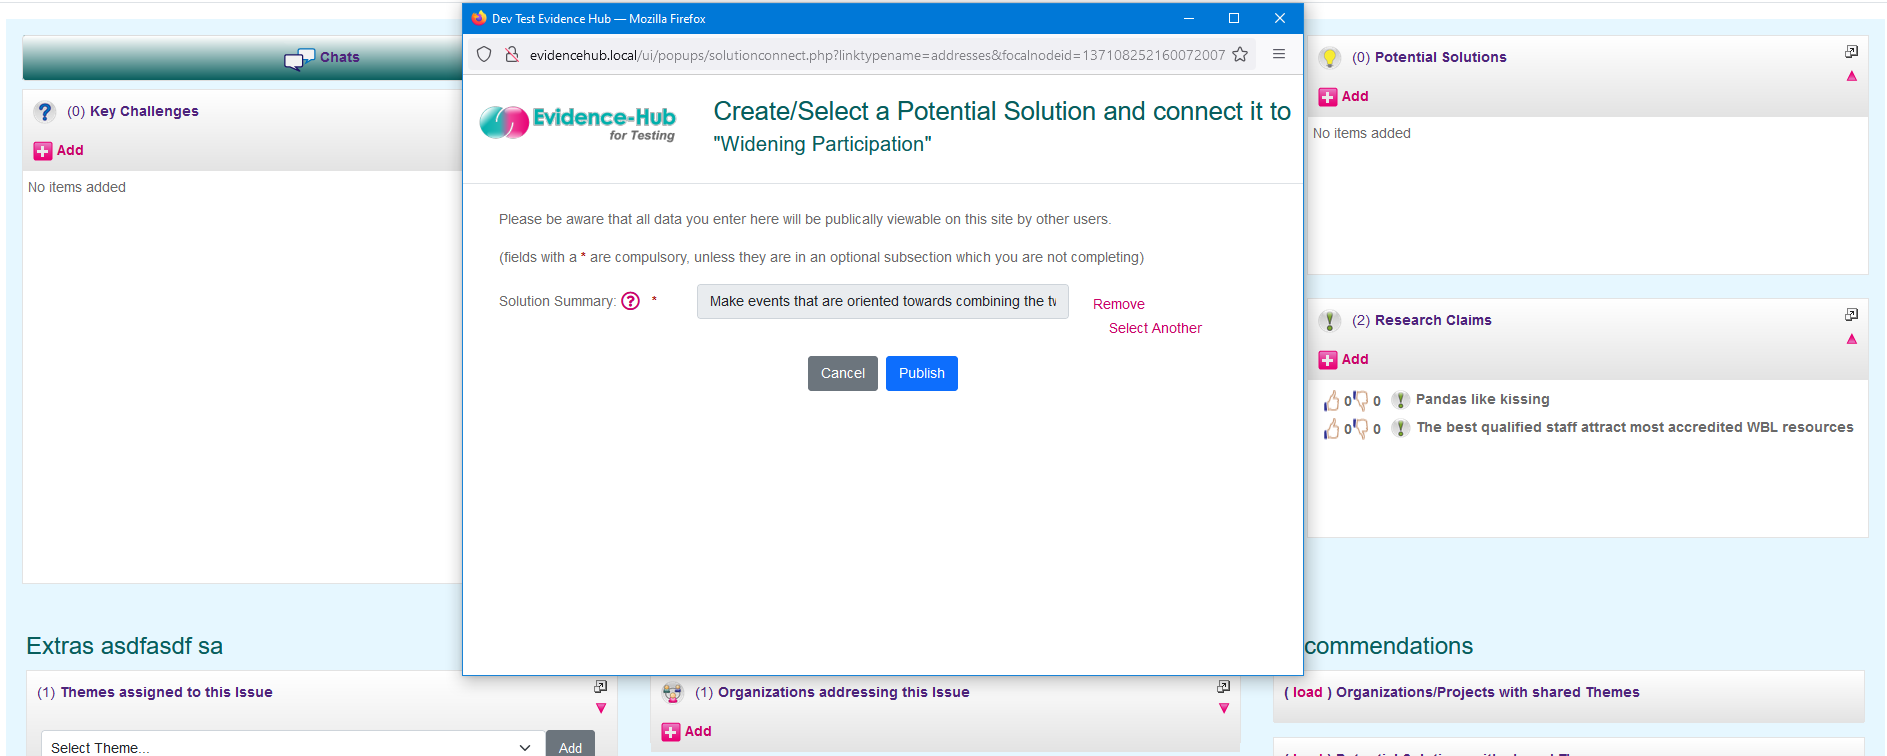 Chats
(0) Key Challenges
Add
No items added
Dev Test Evidence Hub — Mozilla Firefox
evidencehub.local/ui/popups/solutionconnect.php?linktypename=addresses&focalnodeid=137108252160072007
Evidence-Hub
for Testing
Create/Select a Potential Solution and connect it to
"Widening Participation"
Please be aware that all data you enter here will be publically viewable on this site by other users.
(fields with a * are compulsory, unless they are in an optional subsection which you are not completing)
Solution Summary: ? *
Make events that are oriented towards combining the
Remove
Select Another
Cancel
Publish
(0) Potential Solutions
Add
No items added
(2) Research Claims
Add
0 0 Pandas like kissing
0 0 The best qualified staff attract most accredited WBL resources
Extras asdfasdf sa
commendations
(1) Themes assigned to this Issue
Select Theme...
Add
(1) Organizations addressing this Issue
Add
( load ) Organizations/Projects with shared Themes